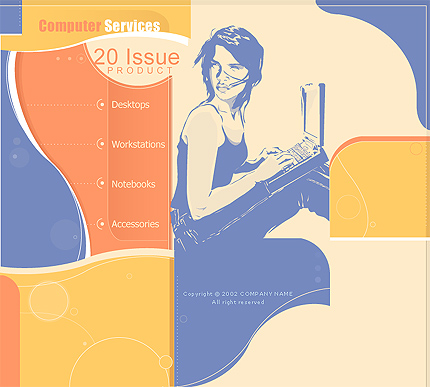 Computer Services
20 Issue
PRODUCT
Desktops
Workstations
Notebooks
Accessories
Copyright © 2002 COMPANY NAME
All right reserved